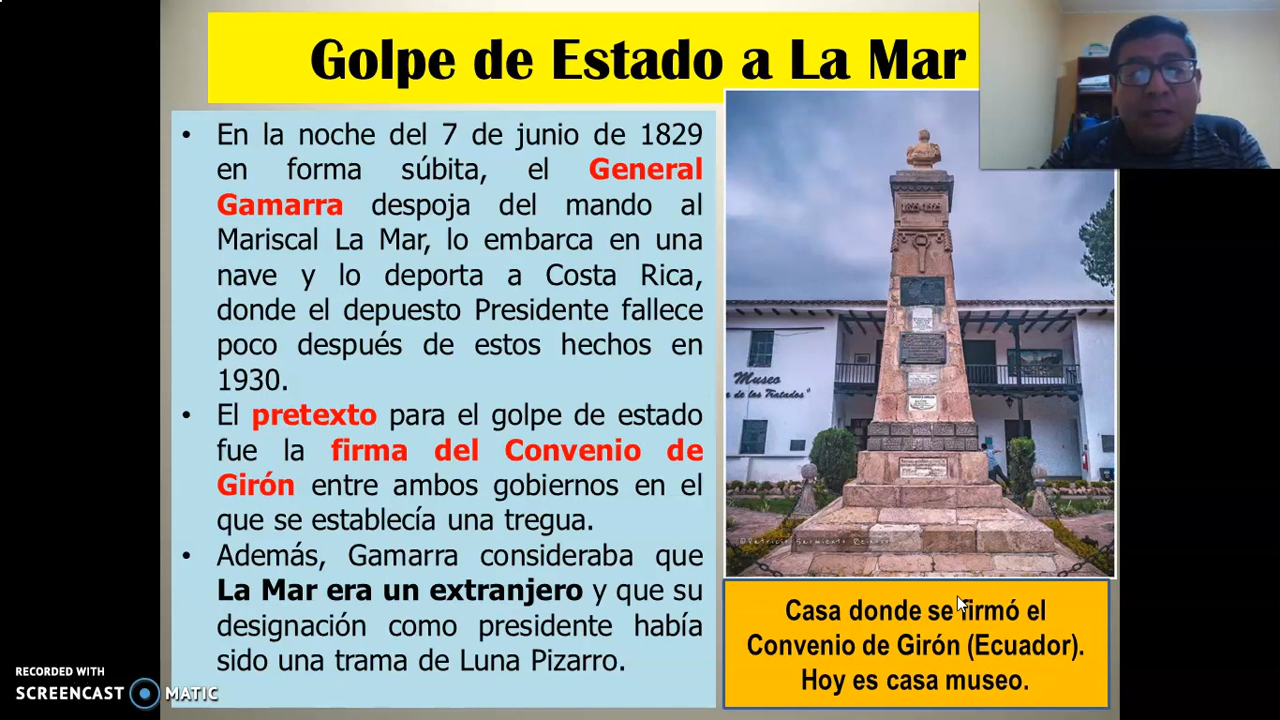 Golpe de Estado a La Mar
• En la noche del 7 de junio de 1829
en forma súbita, el General
Gamarra despoja del mando al
Mariscal La Mar, lo embarca en una
nave y lo deporta a Costa Rica,
donde el depuesto Presidente fallece
poco después de estos hechos en
1930.
• El pretexto para el golpe de estado
fue la firma del Convenio de
Girón entre ambos gobiernos en el
que se establecía una tregua.
• Además, Gamarra consideraba que
La Mar era un extranjero y que su
designación como presidente había
sido una trama de Luna Pizarro.
Museo
de los Tratados"
Casa donde se firmó el
Convenio de Girón (Ecuador).
Hoy es casa museo.
RECORDED WITH
SCREENCAST MATIC